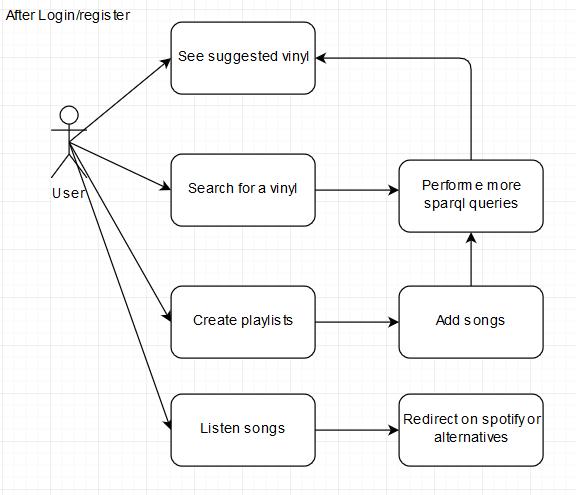 After Login/register
See suggested vinyl
User
Search for a vinyl
Performe more
sparql queries
Create playlists
Add songs
Listen songs
Redirect on spotify or
alternatives